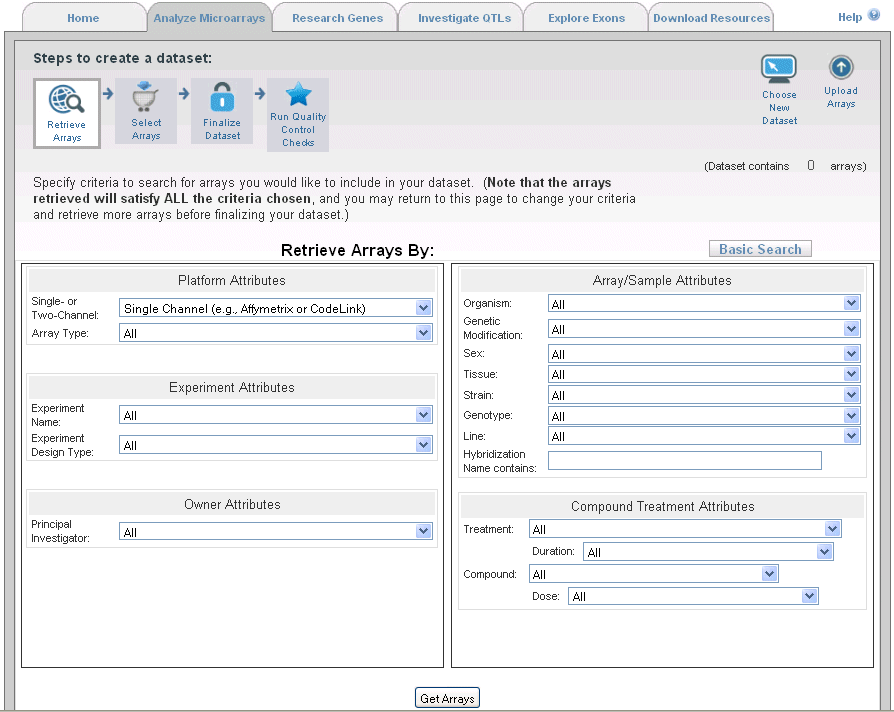 Home Analyze Microarrays Research Genes Investigate QTLs Explore Exons Download Resources Help ?
Steps to create a dataset:
Retrieve
Arrays
Select
Arrays
Finalize
Dataset
Run Quality
Control
Checks
Choose
New
Dataset
Upload
Arrays
(Dataset contains 0 arrays)
Specify criteria to search for arrays you would like to include in your dataset. (Note that the arrays
retrieved will satisfy ALL the criteria chosen, and you may return to this page to change your criteria
and retrieve more arrays before finalizing your dataset.)
Retrieve Arrays By:
Basic Search
Platform Attributes
Single- or
Two-Channel:
Single Channel (e.g., Affymetrix or CodeLink)
Array Type: All
Experiment Attributes
Experiment
Name:
All
Experiment
Design Type:
All
Owner Attributes
Principal
Investigator:
All
Array/Sample Attributes
Organism: All
Genetic
Modification:
All
Sex: All
Tissue: All
Strain: All
Genotype: All
Line: All
Hybridization
Name contains:
Compound Treatment Attributes
Treatment: All
Duration: All
Compound: All
Dose: All
Get Arrays